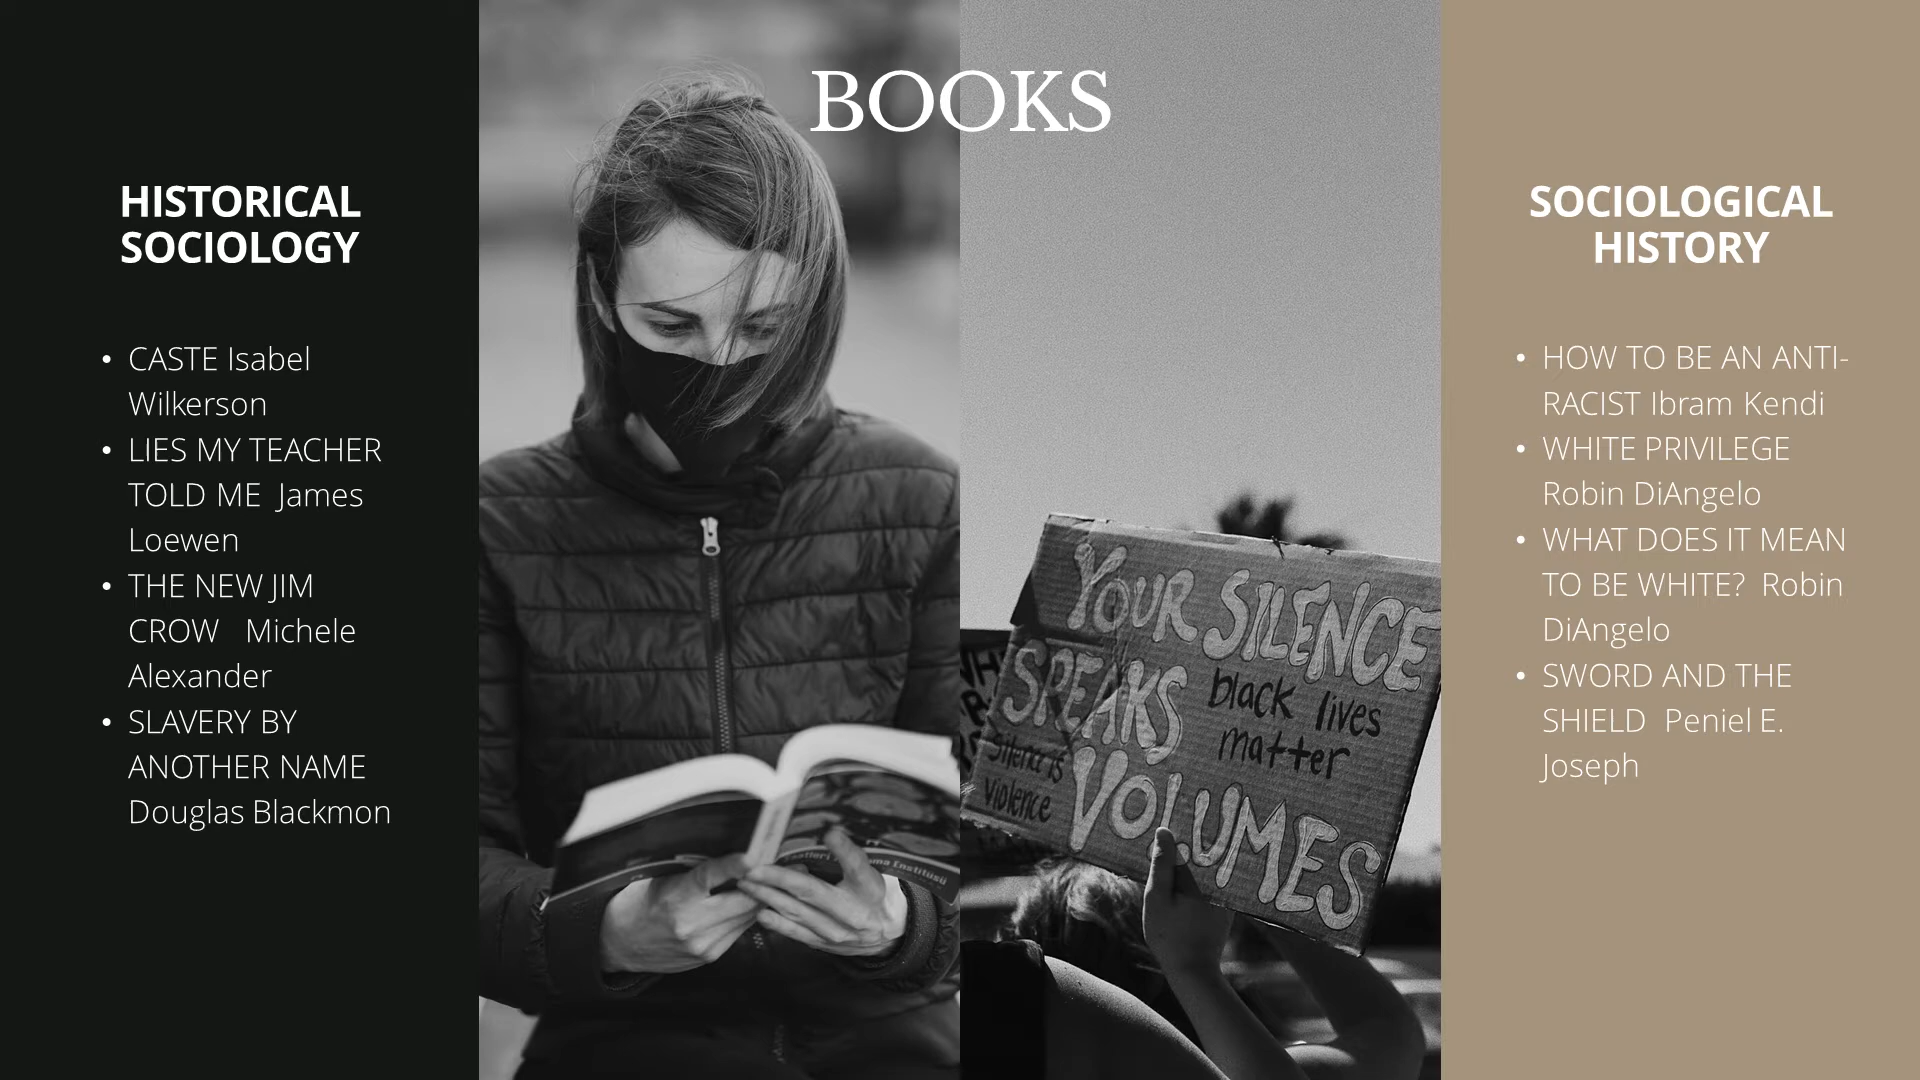 BOOKS
HISTORICAL
SOCIOLOGY
• CASTE Isabel
Wilkerson
• LIES MY TEACHER
TOLD ME James
Loewen
• THE NEW JIM
CROW Michele
Alexander
• SLAVERY BY
ANOTHER NAME
Douglas Blackmon
YOUR SILENCE
SPEAKS
black lives
matter
Silence is
violence
VOLUMES
SOCIOLOGICAL
HISTORY
• HOW TO BE AN ANTI-
RACIST Ibram Kendi
• WHITE PRIVILEGE
Robin DiAngelo
• WHAT DOES IT MEAN
TO BE WHITE? Robin
DiAngelo
• SWORD AND THE
SHIELD Peniel E.
Joseph